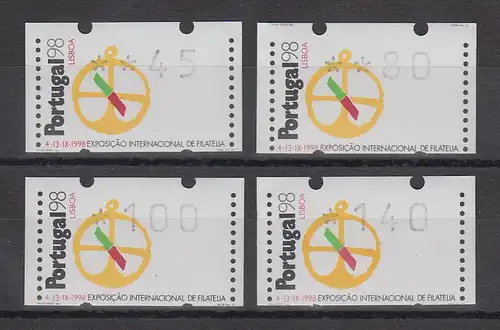 **45
Portugal98
LISBOA
4-13-IX-1998 EXPOSIÇÃO INTERNACIONAL DE FILATELIA
**80
Portugal98
LISBOA
4-13-IX-1998 EXPOSIÇÃO INTERNACIONAL DE FILATELIA
*100
Portugal98
LISBOA
4-13-IX-1998 EXPOSIÇÃO INTERNACIONAL DE FILATELIA
*140
Portugal98
LISBOA
4-13-IX-1998 EXPOSIÇÃO INTERNACIONAL DE FILATELIA